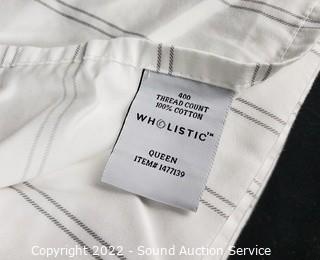 400
THREAD COUNT
100% COTTON
WHOLISTIC™
QUEEN
ITEM# 1477139
Copyright 2022 - Sound Auction Service